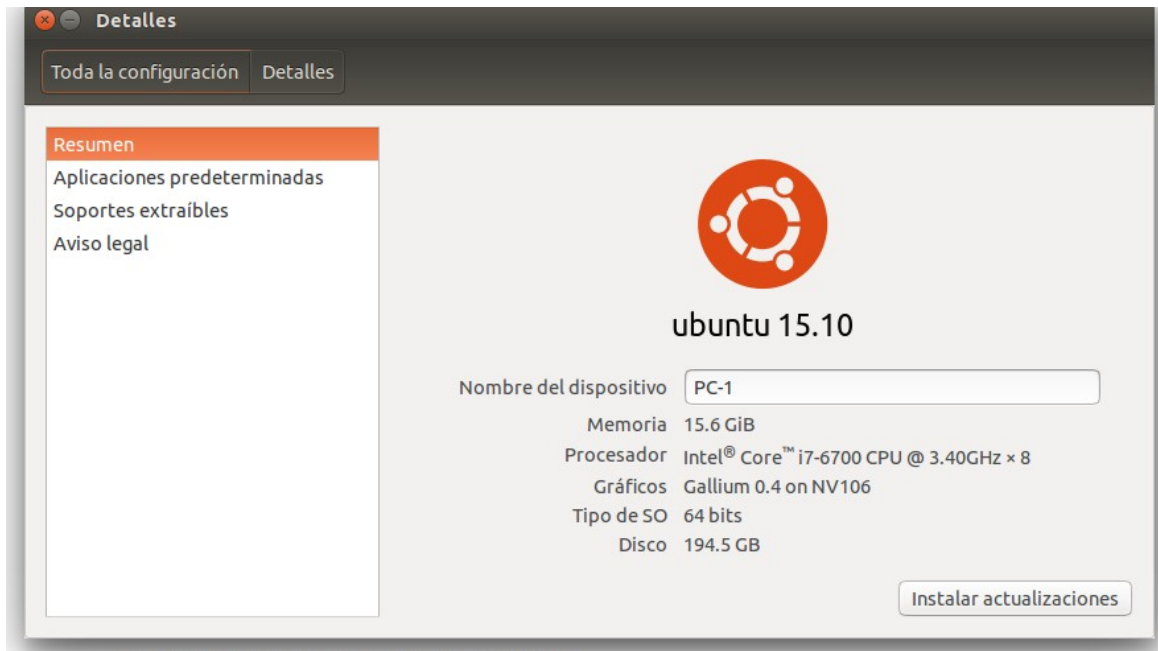 Detalles
Toda la configuración Detalles
Resumen
Aplicaciones predeterminadas
Soportes extraíbles
Aviso legal
ubuntu 15.10
Nombre del dispositivo PC-1
Memoria 15.6 GiB
Procesador Intel® Core™ i7-6700 CPU @ 3.40GHz × 8
Gráficos Gallium 0.4 on NV106
Tipo de SO 64 bits
Disco 194.5 GB
Instalar actualizaciones